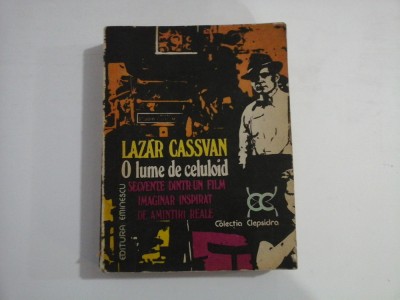 LAZĂR CASSVAN
O lume de celuloid
SECVENȚE DINTR-UN FILM
IMAGINAR INSPIRAT
DE AMINTIRI REALE
EDITURA EMINESCU
Colecția Clepsidra